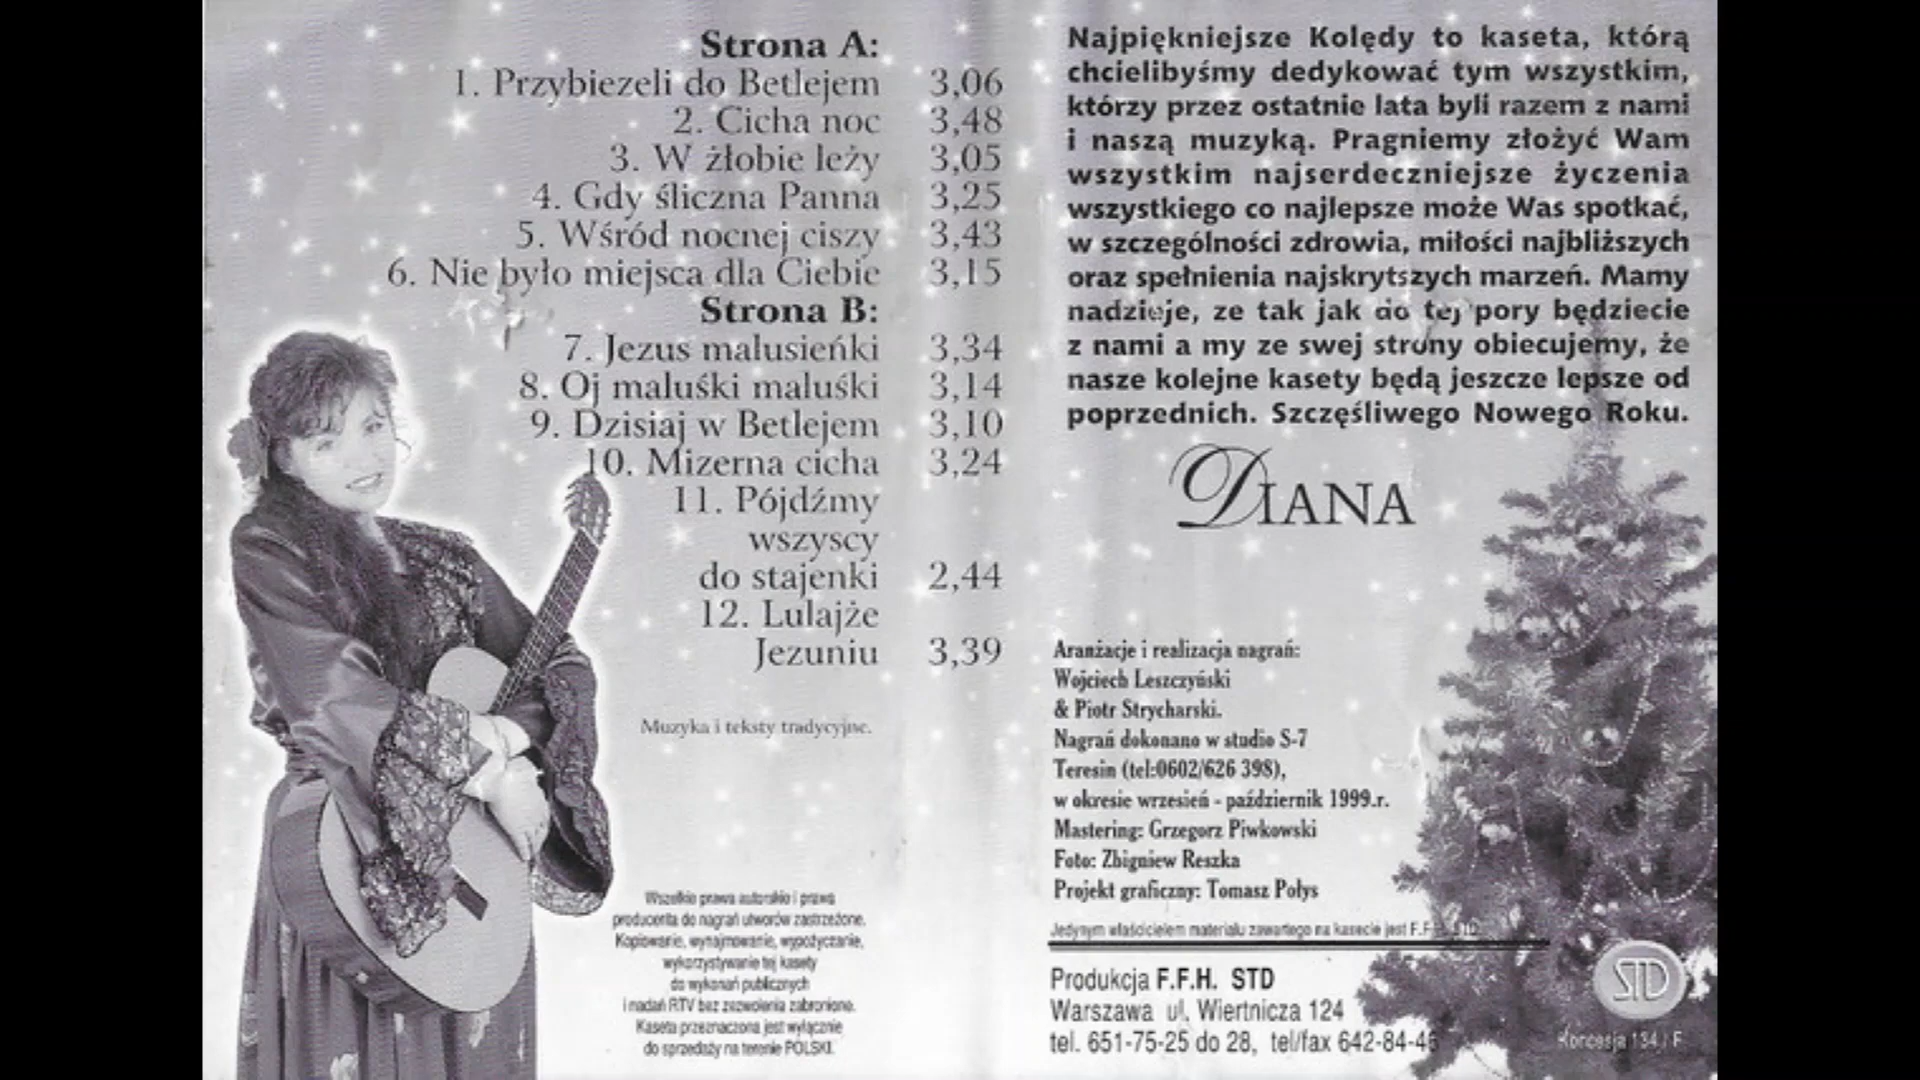 Strona A:
1. Przybiezeli do Betlejem 3,06
2. Cicha noc 3,48
3. W żłobie leży 3,05
4. Gdy śliczna Panna 3,25
5. Wśród nocnej ciszy 3,43
6. Nie było miejsca dla Ciebie 3,15
Strona B:
7. Jezus malusieńki 3,34
8. Oj maluśki maluśki 3,14
9. Dzisiaj w Betlejem 3,10
10. Mizerna cicha 3,24
11. Pójdźmy
wszyscy
do stajenki 2,44
12. Lulajże
Jezuniu 3,39
Muzyka i teksty tradycyjne.
Wszelkie prawa autorskie i prawa
producenta do nagrań utworów zastrzeżone.
Kopiowanie, wynajmowanie, wypożyczanie,
wykorzystywanie tej kasety
do wykonań publicznych
i nadań RTV bez zezwolenia zabronione.
Kaseta przeznaczona jest wyłącznie
do sprzedaży na terenie POLSKI.
Najpiękniejsze Kolędy to kaseta, którą
chcielibyśmy dedykować tym wszystkim,
którzy przez ostatnie lata byli razem z nami
i naszą muzyką. Pragniemy złożyć Wam
wszystkim najserdeczniejsze życzenia
wszystkiego co najlepsze może Was spotkać,
w szczególności zdrowia, miłości najbliższych
oraz spełnienia najskrytszych marzeń. Mamy
nadzieje, ze tak jak do tej pory będziecie
z nami a my ze swej strony obiecujemy, że
nasze kolejne kasety będą jeszcze lepsze od
poprzednich. Szczęśliwego Nowego Roku.
DIANA
Aranżacje i realizacja nagrań:
Wojciech Leszczyński
& Piotr Strycharski.
Nagrań dokonano w studio S-7
Teresin (tel:0602/626 398),
w okresie wrzesień - październik 1999.r.
Mastering: Grzegorz Piwkowski
Foto: Zbigniew Reszka
Projekt graficzny: Tomasz Połys
Jedynym właścicielem materiału zawartego na kasecie jest F.F.H. STD
Produkcja F.F.H. STD
Warszawa ul. Wiertnicza 124
tel. 651-75-25 do 28, tel/fax 642-84-46
STD
Koncesja 134 / F